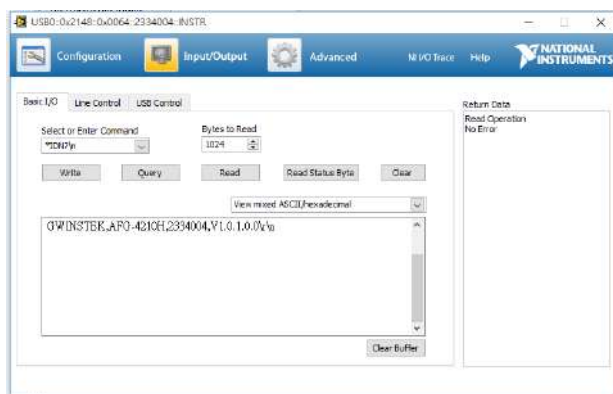 USB0::0x2148::0x0064::2334004::INSTR
Configuration
Input/Output
Advanced
NI I/O Trace
Help
NATIONAL INSTRUMENTS
Basic I/O
Line Control
USB Control
Select or Enter Command
*IDN?\n
Bytes to Read
1024
Write
Query
Read
Read Status Byte
Clear
View mixed ASCII/hexadecimal
GWINSTEK,AFG-4210H,2334004,V1.0.1.0.0\r\n
Clear Buffer
Return Data
Read Operation
No Error